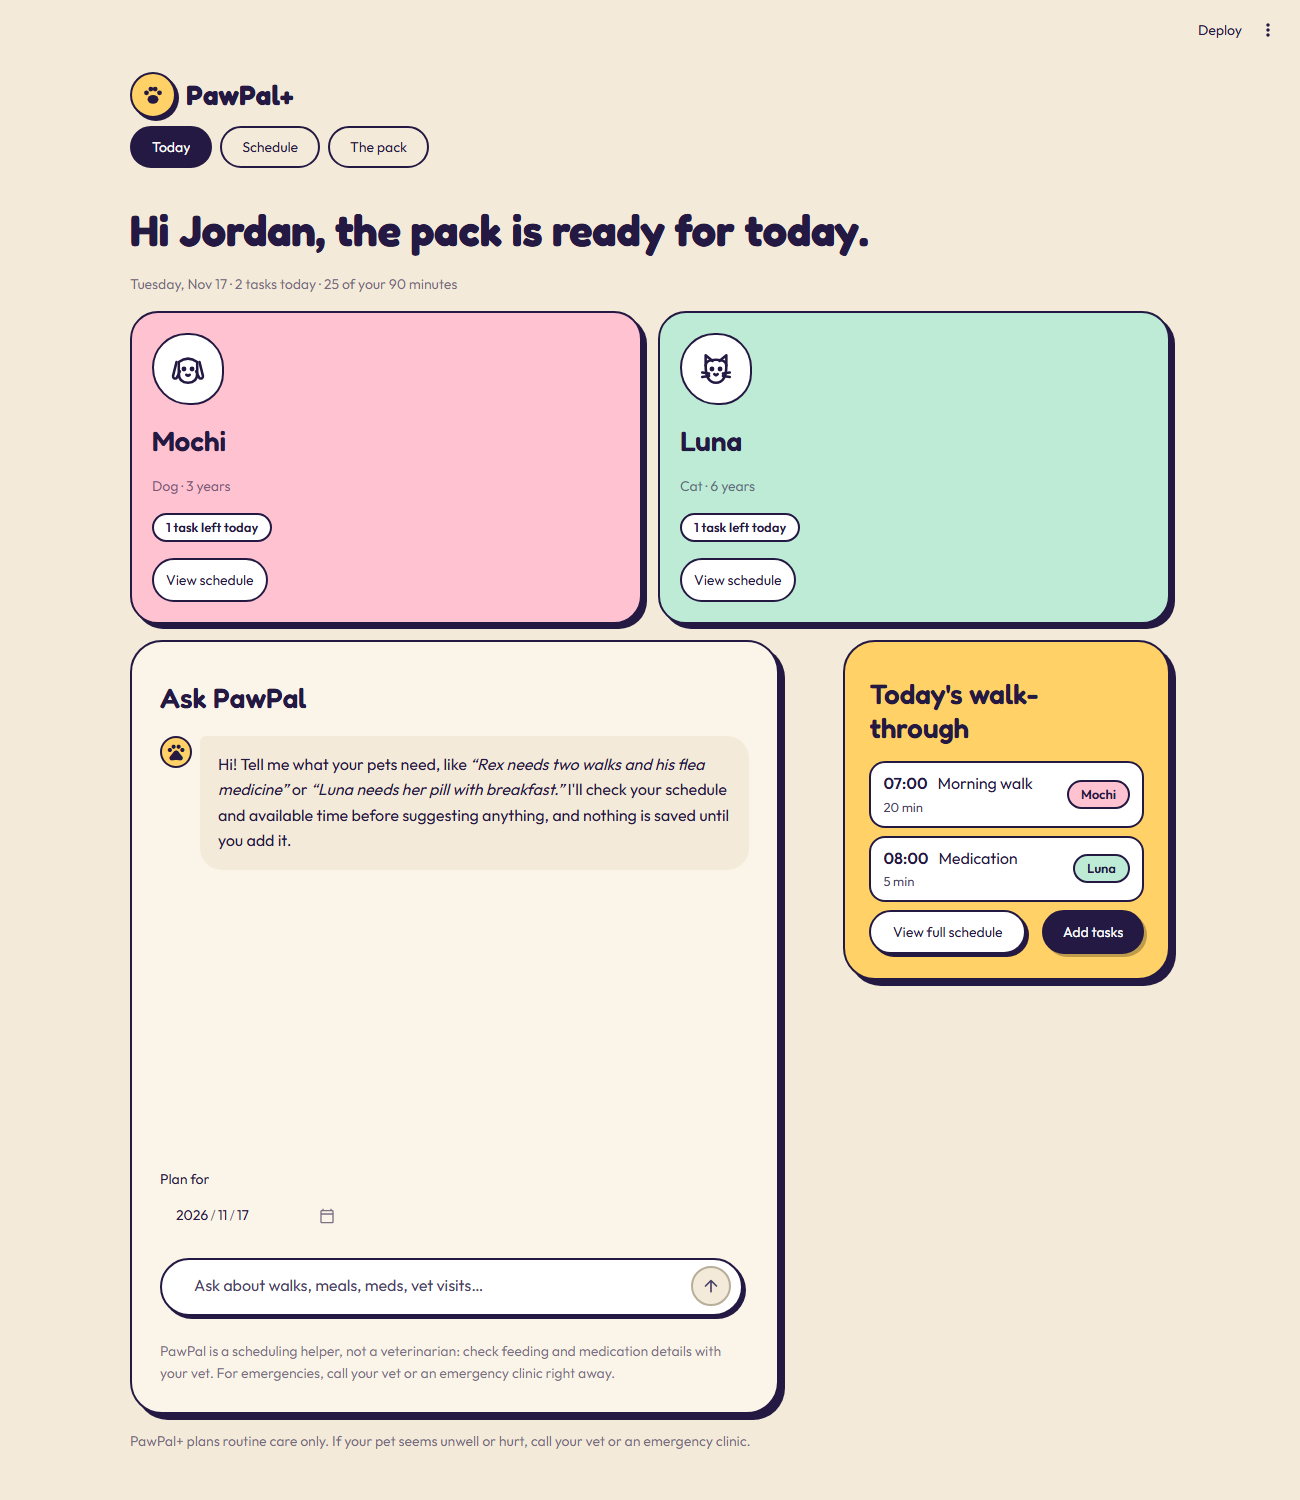 Deploy
PawPal+
Today
Schedule
The pack
Hi Jordan, the pack is ready for today.
Tuesday, Nov 17 · 2 tasks today · 25 of your 90 minutes
Mochi
Dog · 3 years
1 task left today
View schedule
Luna
Cat · 6 years
1 task left today
View schedule
Ask PawPal
Hi! Tell me what your pets need, like “Rex needs two walks and his flea
medicine” or “Luna needs her pill with breakfast.” I'll check your schedule
and available time before suggesting anything, and nothing is saved until
you add it.
Plan for
2026 / 11 / 17
Ask about walks, meals, meds, vet visits...
PawPal is a scheduling helper, not a veterinarian: check feeding and medication details with
your vet. For emergencies, call your vet or an emergency clinic right away.
Today's walk-
through
07:00 Morning walk
20 min
Mochi
08:00 Medication
5 min
Luna
View full schedule
Add tasks
PawPal+ plans routine care only. If your pet seems unwell or hurt, call your vet or an emergency clinic.